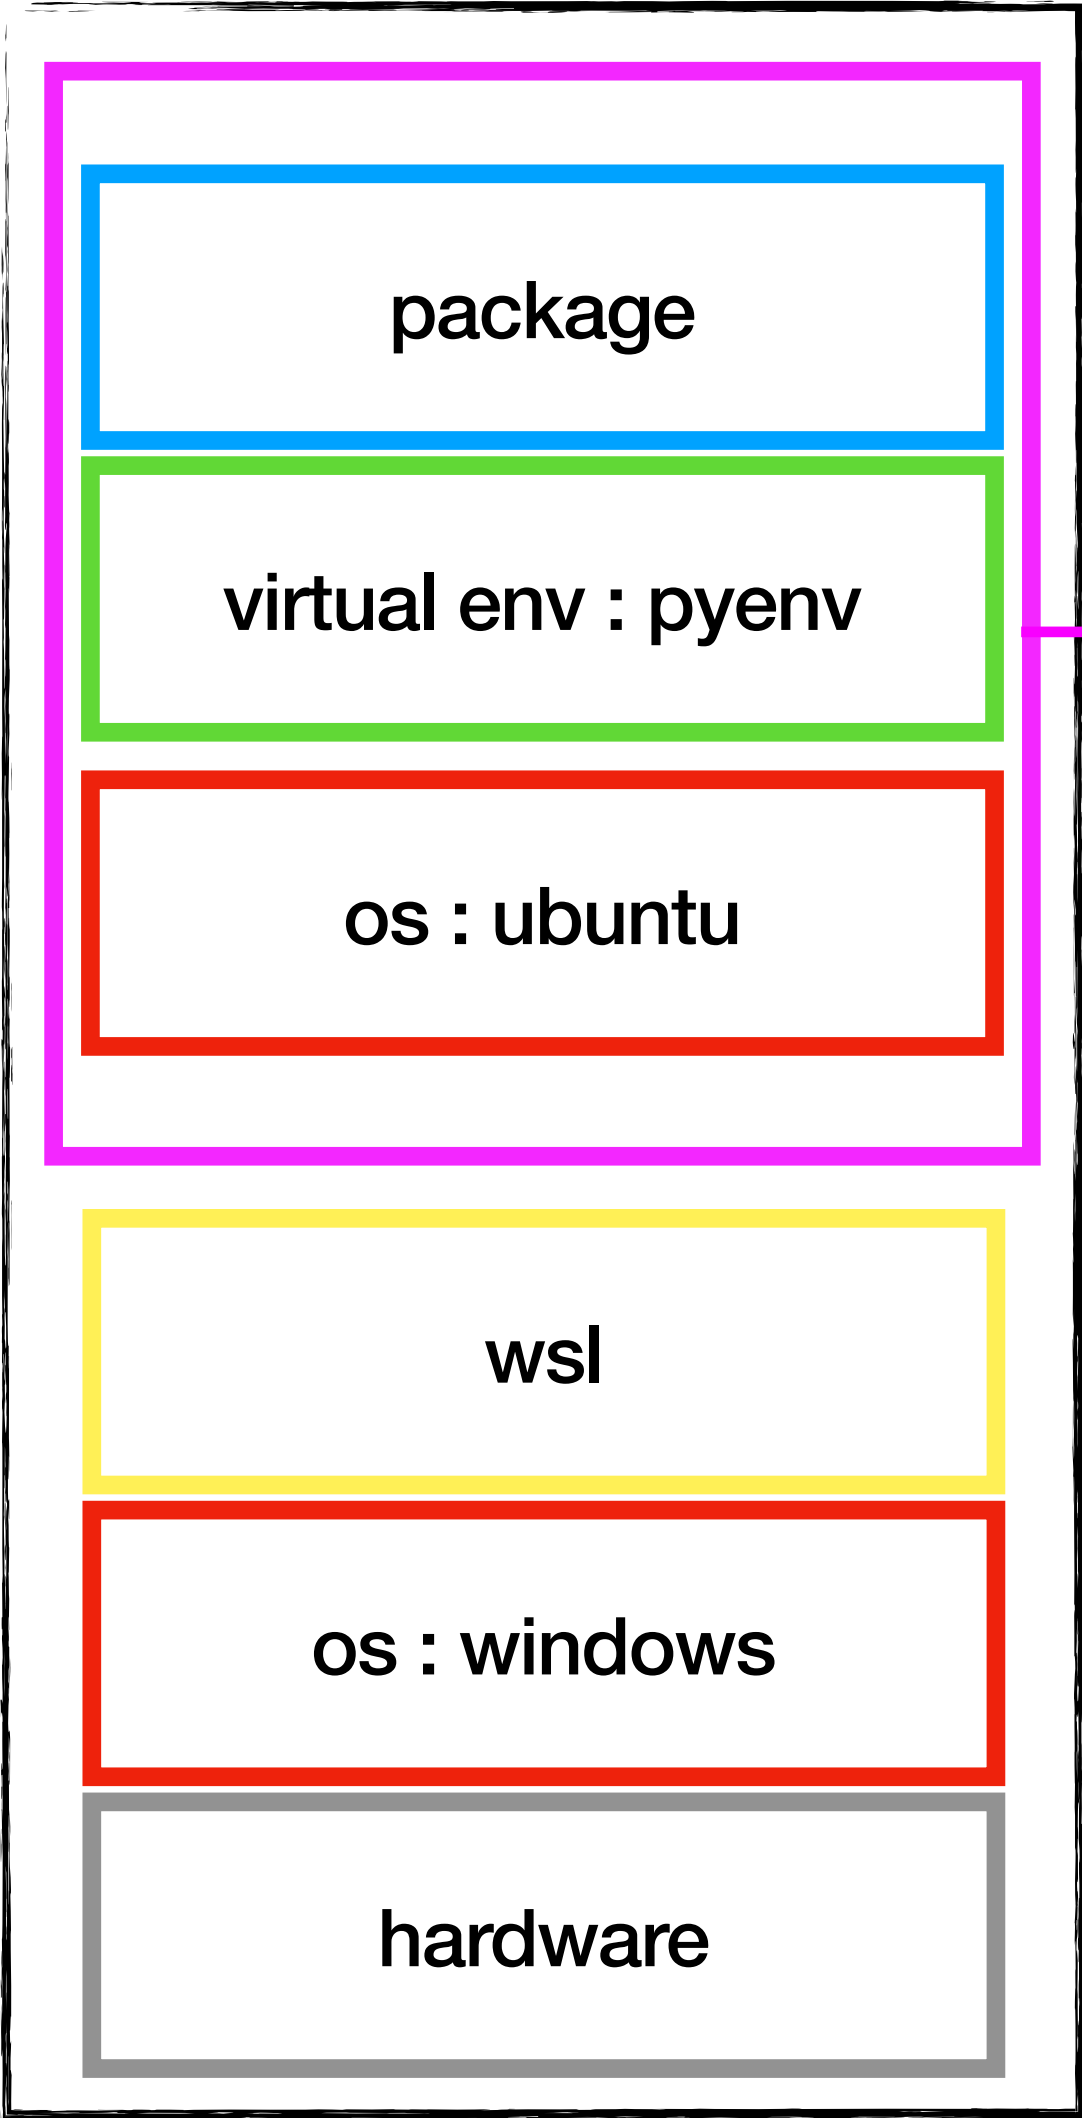 package
virtual env : pyenv
os : ubuntu
wsl
os : windows
hardware